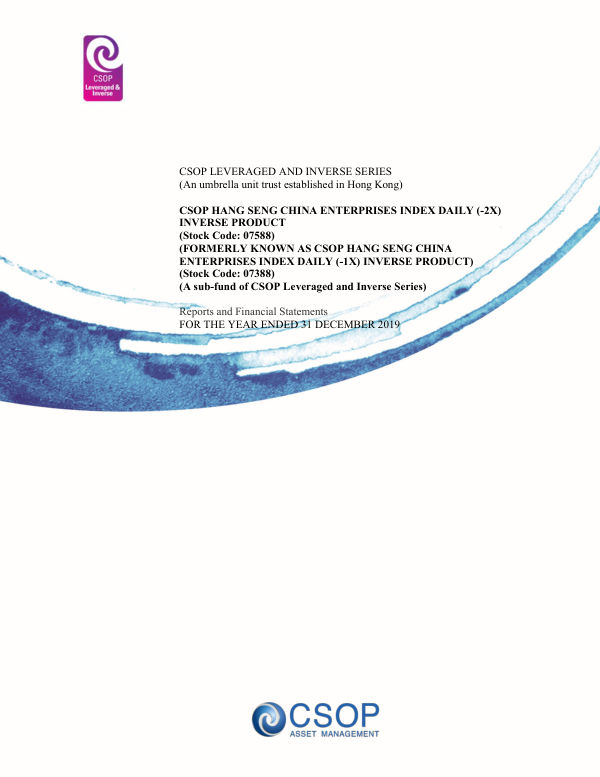 CSOP
Leveraged &
Inverse
CSOP LEVERAGED AND INVERSE SERIES
(An umbrella unit trust established in Hong Kong)
CSOP HANG SENG CHINA ENTERPRISES INDEX DAILY (-2X)
INVERSE PRODUCT
(Stock Code: 07588)
(FORMERLY KNOWN AS CSOP HANG SENG CHINA
ENTERPRISES INDEX DAILY (-1X) INVERSE PRODUCT)
(Stock Code: 07388)
(A sub-fund of CSOP Leveraged and Inverse Series)
Reports and Financial Statements
FOR THE YEAR ENDED 31 DECEMBER 2019
CSOP
ASSET MANAGEMENT